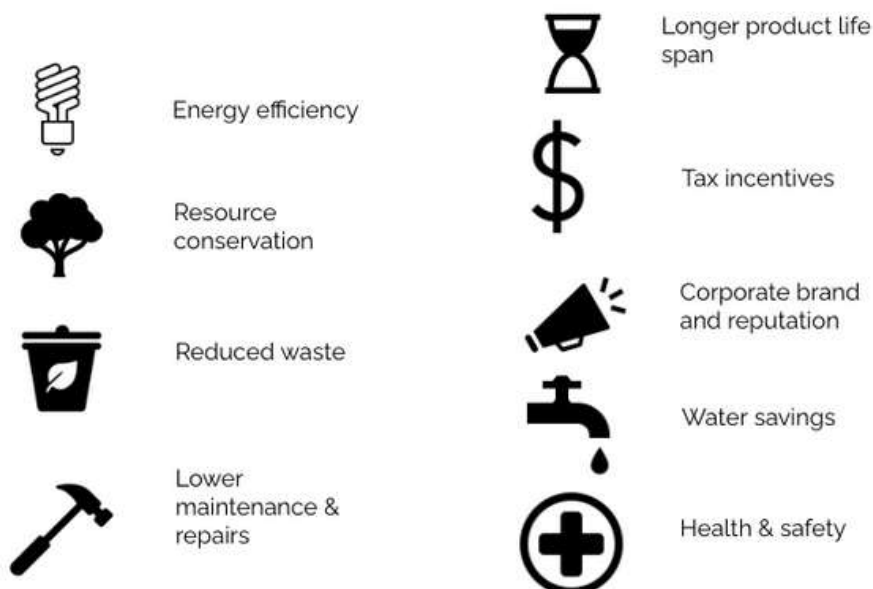 Energy efficiency
Resource
conservation
Reduced waste
Lower
maintenance &
repairs
Longer product life
span
Tax incentives
Corporate brand
and reputation
Water savings
Health & safety